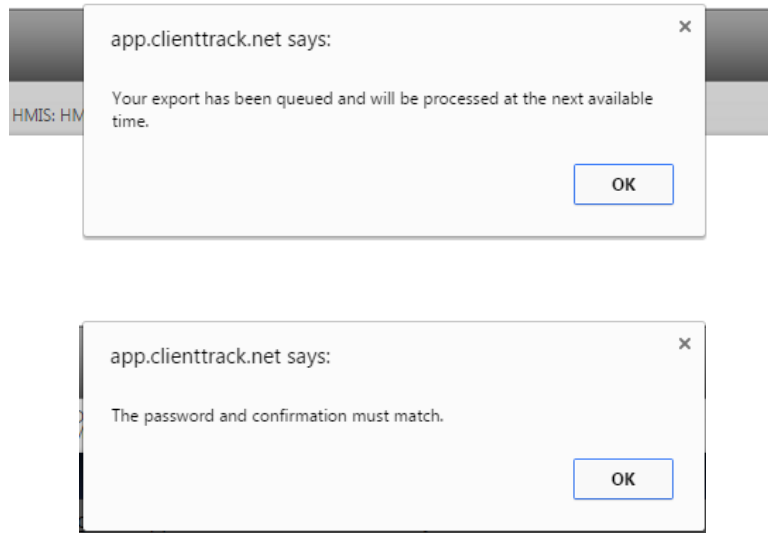 app.clienttrack.net says:
Your export has been queued and will be processed at the next available
time.
HMIS: HM
OK
app.clienttrack.net says:
The password and confirmation must match.
OK